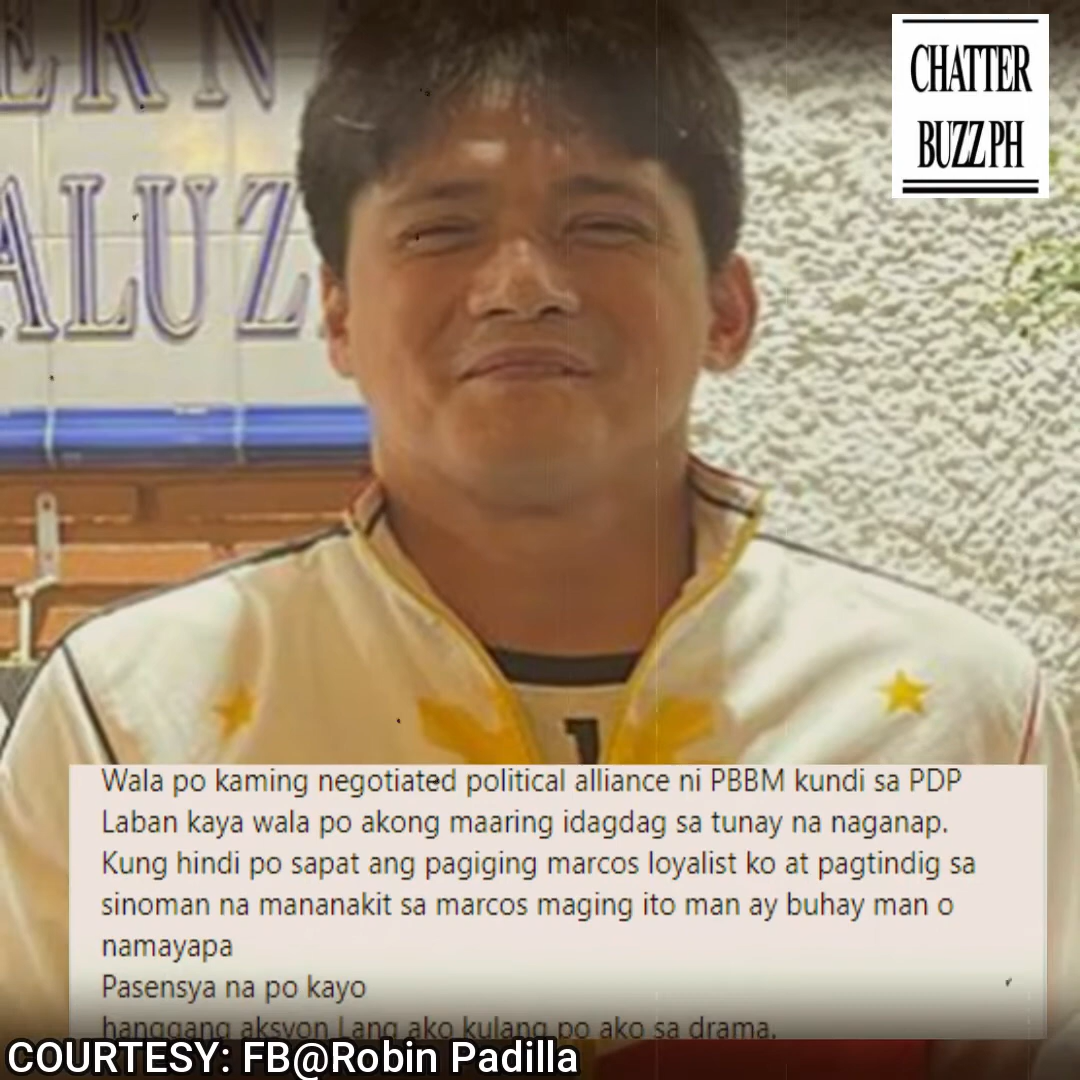 CHATTER
BUZZ PH
ERN
ALUZ
1
Wala po kaming negotiated political alliance ni PBBM kundi sa PDP
Laban kaya wala po akong maaring idagdag sa tunay na naganap.
Kung hindi po sapat ang pagiging marcos loyalist ko at pagtindig sa
sinoman na mananakit sa marcos maging ito man ay buhay man o
namayapa
Pasensya na po kayo
hanggang aksyon Lang ako kulang po ako sa drama.
COURTESY: FB@Robin Padilla